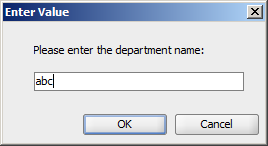 Enter Value
Please enter the department name:
abc
OK Cancel